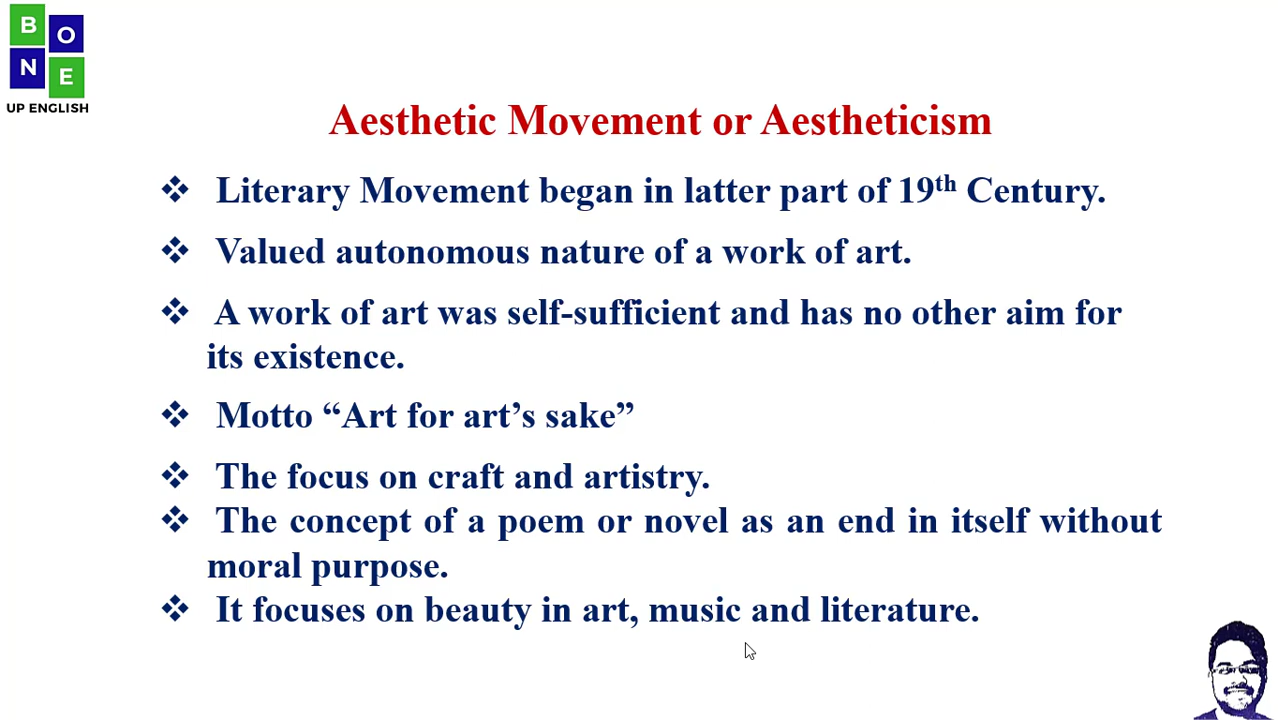 B O
N E
UP ENGLISH
Aesthetic Movement or Aestheticism
❖ Literary Movement began in latter part of 19th Century.
❖ Valued autonomous nature of a work of art.
❖ A work of art was self-sufficient and has no other aim for
its existence.
❖ Motto “Art for art’s sake”
❖ The focus on craft and artistry.
❖ The concept of a poem or novel as an end in itself without
moral purpose.
❖ It focuses on beauty in art, music and literature.